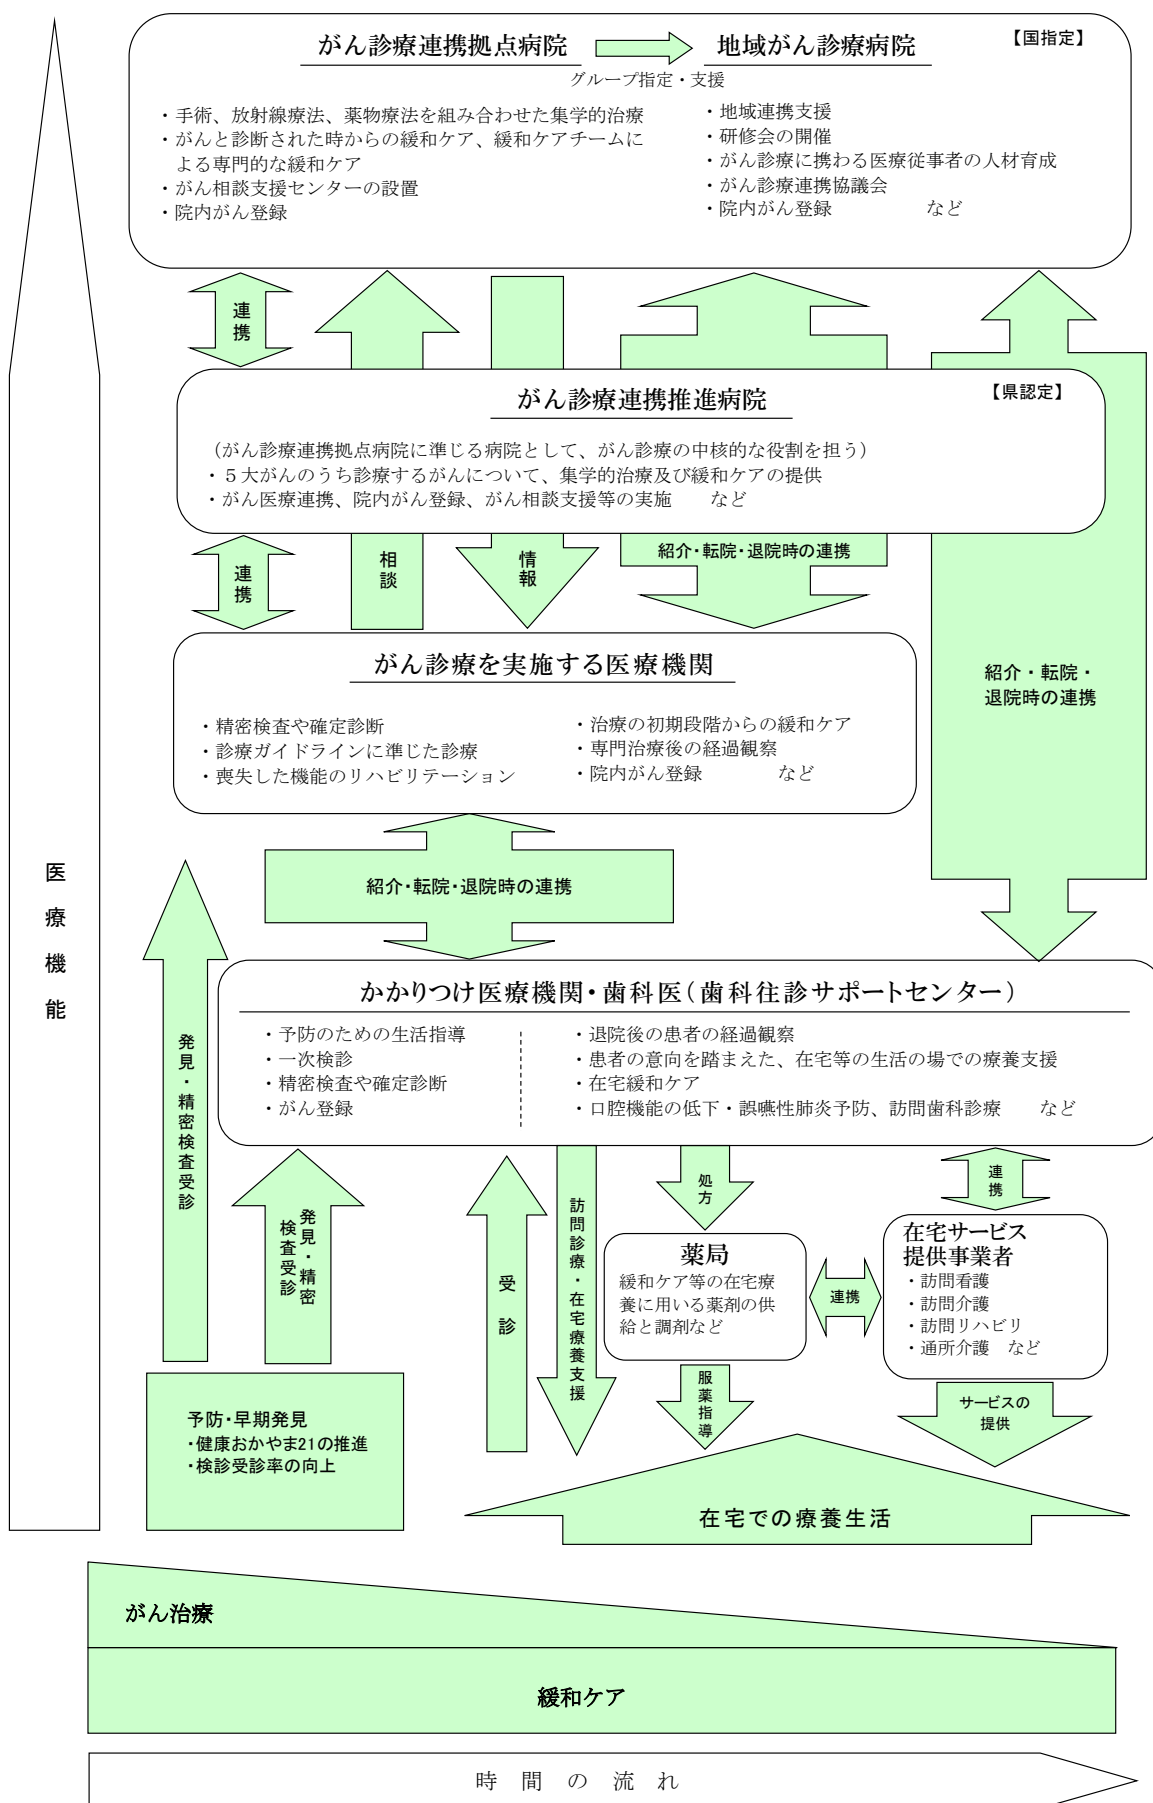 がん診療連携拠点病院
地域がん診療病院
【国指定】
グループ指定・支援
・手術、放射線療法、薬物療法を組み合わせた集学的治療
・がんと診断された時からの緩和ケア、緩和ケアチームに
よる専門的な緩和ケア
・がん相談支援センターの設置
・院内がん登録
・地域連携支援
・研修会の開催
・がん診療に携わる医療従事者の人材育成
・がん診療連携協議会
・院内がん登録 など
連携
がん診療連携推進病院
【県認定】
(がん診療連携拠点病院に準じる病院として、がん診療の中核的な役割を担う)
・5大がんのうち診療するがんについて、集学的治療及び緩和ケアの提供
・がん医療連携、院内がん登録、がん相談支援等の実施 など
連携
相談
情報
紹介・転院・退院時の連携
紹介・転院・
退院時の連携
がん診療を実施する医療機関
・精密検査や確定診断
・診療ガイドラインに準じた診療
・喪失した機能のリハビリテーション
・治療の初期段階からの緩和ケア
・専門治療後の経過観察
・院内がん登録 など
紹介・転院・退院時の連携
医療機能
かかりつけ医療機関・歯科医(歯科往診サポートセンター)
・予防のための生活指導
・一次検診
・精密検査や確定診断
・がん登録
・退院後の患者の経過観察
・患者の意向を踏まえた、在宅等の生活の場での療養支援
・在宅緩和ケア
・口腔機能の低下・誤嚥性肺炎予防、訪問歯科診療 など
発見・精密検査受診
発見・精密
検査受診
受診
訪問診療・在宅療養支援
処方
連携
薬局
緩和ケア等の在宅療
養に用いる薬剤の供
給と調剤など
連携
在宅サービス
提供事業者
・訪問看護
・訪問介護
・訪問リハビリ
・通所介護 など
服薬指導
サービスの
提供
予防・早期発見
・健康おかやま21の推進
・検診受診率の向上
在宅での療養生活
がん治療
緩和ケア
時間の流れ